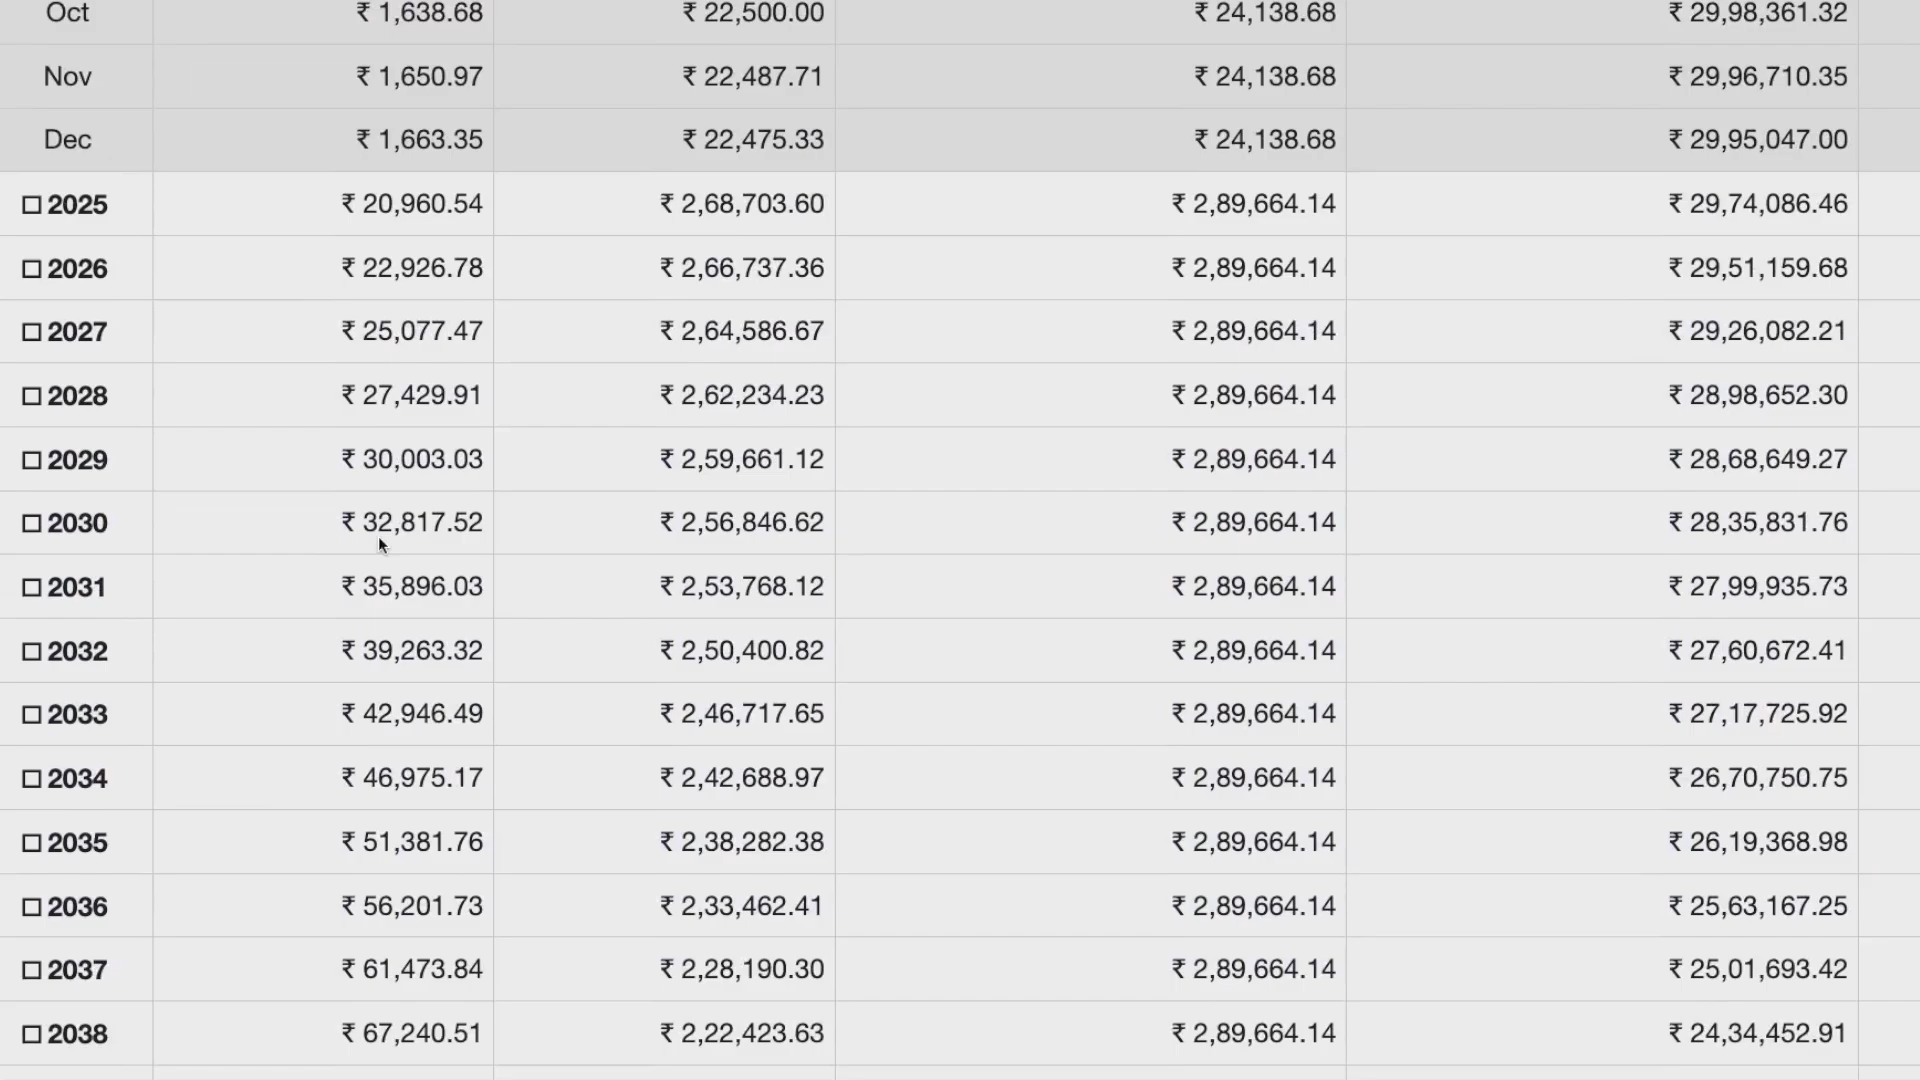 Oct ₹ 1,638.68 ₹ 22,500.00 ₹ 24,138.68 ₹ 29,98,361.32
Nov ₹ 1,650.97 ₹ 22,487.71 ₹ 24,138.68 ₹ 29,96,710.35
Dec ₹ 1,663.35 ₹ 22,475.33 ₹ 24,138.68 ₹ 29,95,047.00
2025 ₹ 20,960.54 ₹ 2,68,703.60 ₹ 2,89,664.14 ₹ 29,74,086.46
2026 ₹ 22,926.78 ₹ 2,66,737.36 ₹ 2,89,664.14 ₹ 29,51,159.68
2027 ₹ 25,077.47 ₹ 2,64,586.67 ₹ 2,89,664.14 ₹ 29,26,082.21
2028 ₹ 27,429.91 ₹ 2,62,234.23 ₹ 2,89,664.14 ₹ 28,98,652.30
2029 ₹ 30,003.03 ₹ 2,59,661.12 ₹ 2,89,664.14 ₹ 28,68,649.27
2030 ₹ 32,817.52 ₹ 2,56,846.62 ₹ 2,89,664.14 ₹ 28,35,831.76
2031 ₹ 35,896.03 ₹ 2,53,768.12 ₹ 2,89,664.14 ₹ 27,99,935.73
2032 ₹ 39,263.32 ₹ 2,50,400.82 ₹ 2,89,664.14 ₹ 27,60,672.41
2033 ₹ 42,946.49 ₹ 2,46,717.65 ₹ 2,89,664.14 ₹ 27,17,725.92
2034 ₹ 46,975.17 ₹ 2,42,688.97 ₹ 2,89,664.14 ₹ 26,70,750.75
2035 ₹ 51,381.76 ₹ 2,38,282.38 ₹ 2,89,664.14 ₹ 26,19,368.98
2036 ₹ 56,201.73 ₹ 2,33,462.41 ₹ 2,89,664.14 ₹ 25,63,167.25
2037 ₹ 61,473.84 ₹ 2,28,190.30 ₹ 2,89,664.14 ₹ 25,01,693.42
2038 ₹ 67,240.51 ₹ 2,22,423.63 ₹ 2,89,664.14 ₹ 24,34,452.91